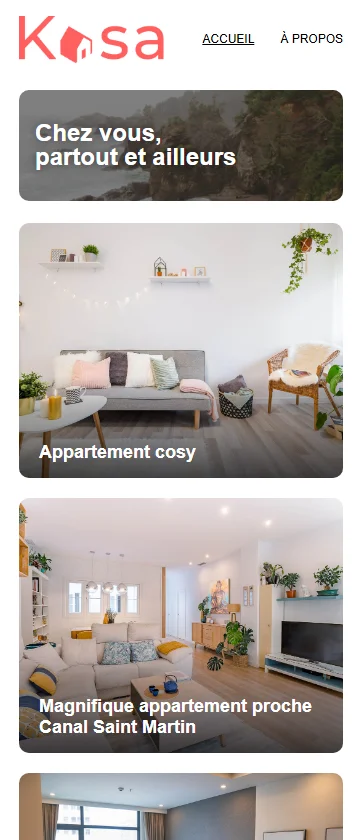 Kasa
ACCUEIL
À PROPOS
Chez vous,
partout et ailleurs
Appartement cosy
Magnifique appartement proche
Canal Saint Martin